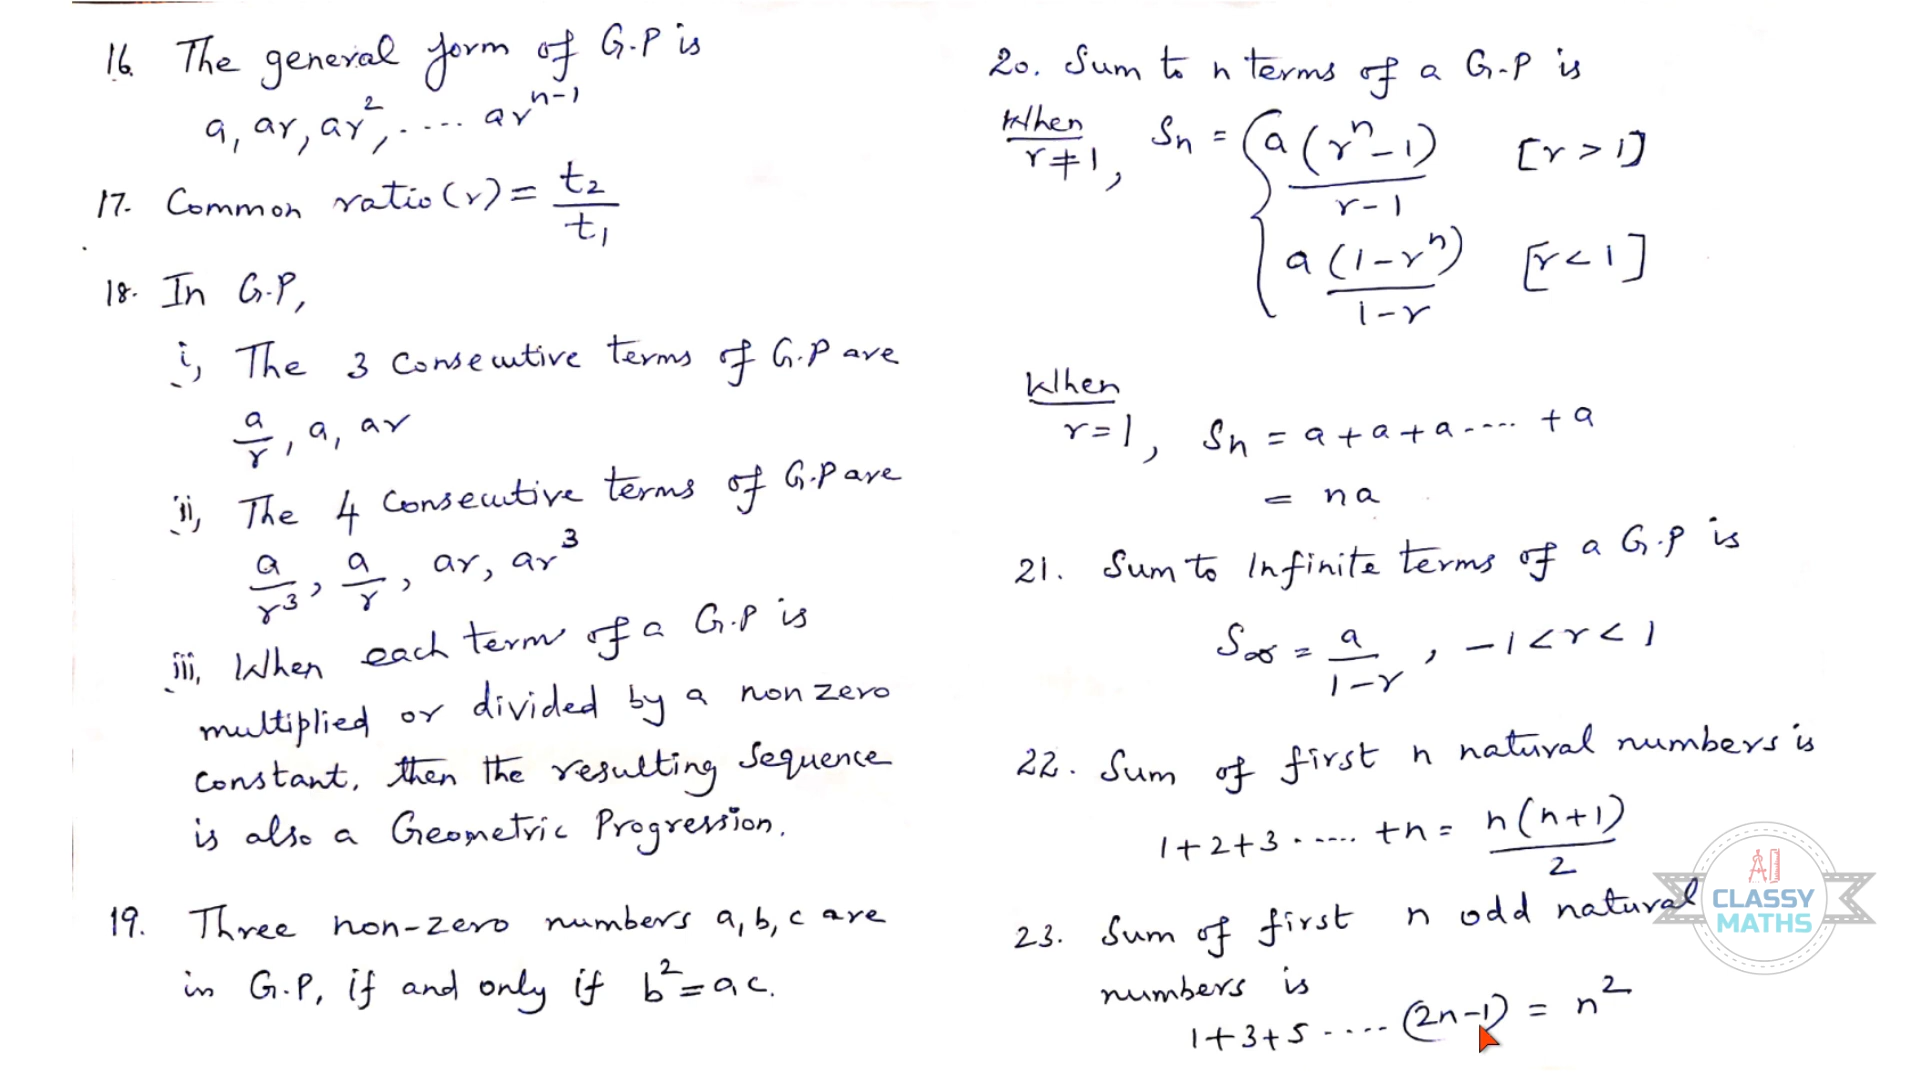 16. The general form of G.P is
a, ar, ar², ..... arⁿ⁻¹
17. Common ratio (r) = t₂/t₁
18. In G.P,
i, The 3 Consecutive terms of G.P are
a/r, a, ar
ii, The 4 Consecutive terms of G.P are
a/r³, a/r, ar, ar³
iii, When each term of a G.P is
multiplied or divided by a non zero
constant, then the resulting Sequence
is also a Geometric Progression.
19. Three non-zero numbers a, b, c are
in G.P, if and only if b² = ac.
20. Sum to n terms of a G.P is
When r ≠ 1, Sₙ = { a(rⁿ-1)/r-1 [r > 1]
a(1-rⁿ)/1-r [r < 1]
When
r = 1, Sₙ = a + a + a ..... + a
= na
21. Sum to Infinite terms of a G.P is
S∞ = a/1-r, -1 < r < 1
22. Sum of first n natural numbers is
1+2+3 ..... +n = n(n+1)/2
23. Sum of first n odd natural
numbers is
1+3+5 ..... (2n-1) = n²
CLASSY
MATHS